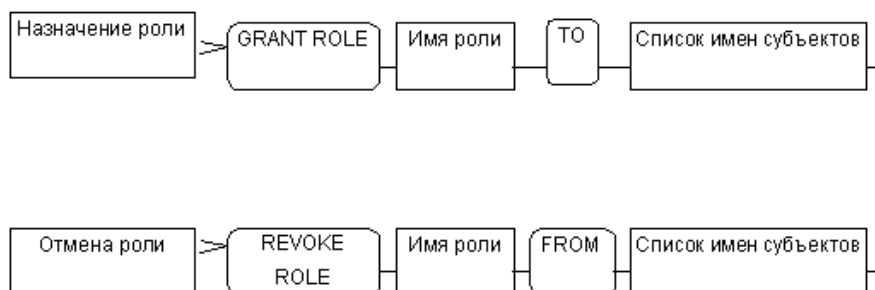 Назначение роли GRANT ROLE Имя роли TO Список имен субъектов
Отмена роли REVOKE ROLE Имя роли FROM Список имен субъектов